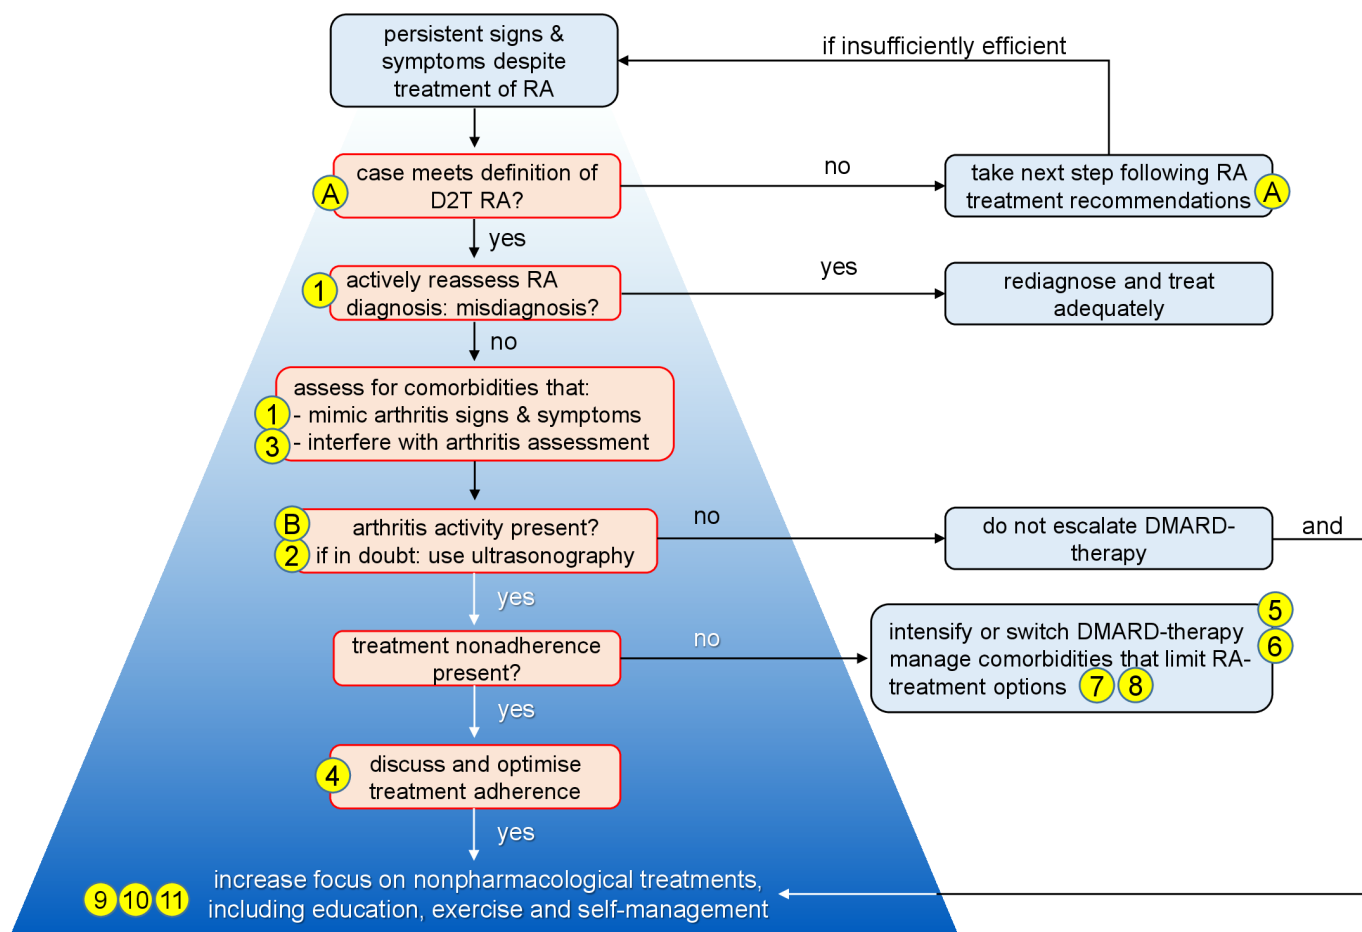 persistent signs &
symptoms despite
treatment of RA
if insufficiently efficient
A
case meets definition of
D2T RA?
no
take next step following RA
treatment recommendations
A
yes
1
actively reassess RA
diagnosis: misdiagnosis?
yes
rediagnose and treat
adequately
no
assess for comorbidities that:
1
- mimic arthritis signs & symptoms
3
- interfere with arthritis assessment
B
arthritis activity present?
2
if in doubt: use ultrasonography
no
do not escalate DMARD-
therapy
and
yes
treatment nonadherence
present?
no
intensify or switch DMARD-therapy
manage comorbidities that limit RA-
treatment options
5
6
7
8
yes
4
discuss and optimise
treatment adherence
yes
9
10
11
increase focus on nonpharmacological treatments,
including education, exercise and self-management